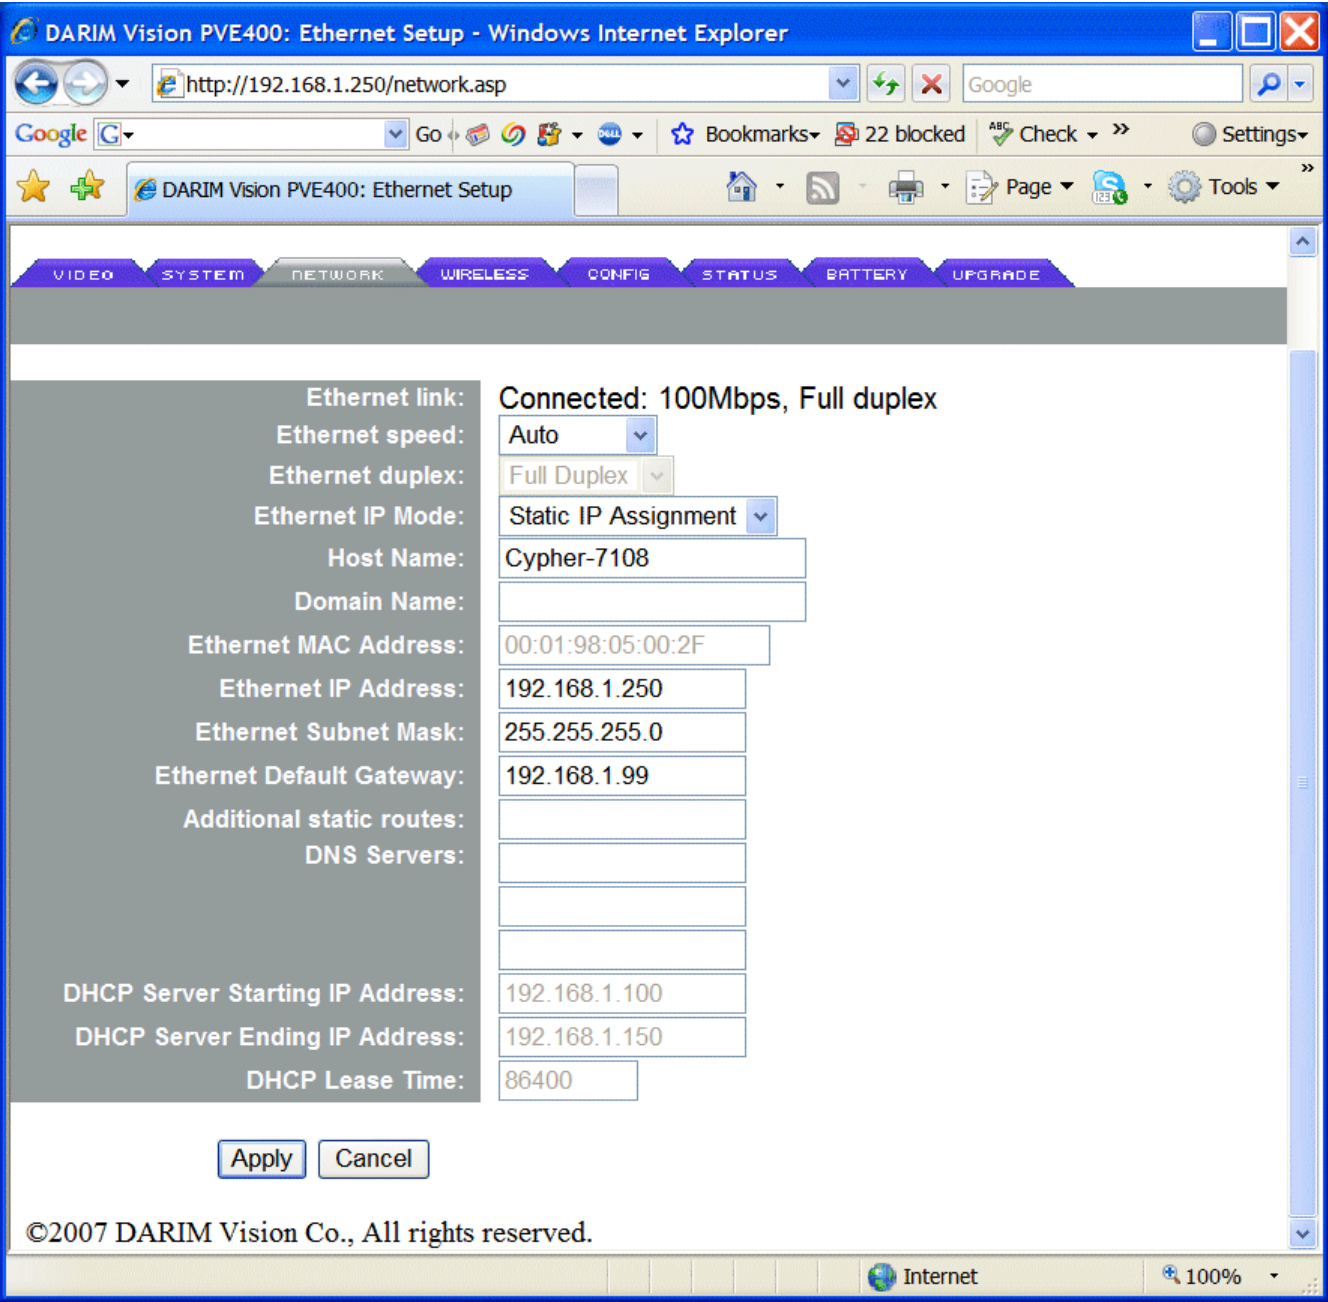 DARIM Vision PVE400: Ethernet Setup - Windows Internet Explorer
http://192.168.1.250/network.asp Google
Google G Go Bookmarks 22 blocked ABC Check » Settings
DARIM Vision PVE400: Ethernet Setup Page 123 Tools »
VIDEO SYSTEM NETWORK WIRELESS CONFIG STATUS BATTERY UPGRADE
Ethernet link: Connected: 100Mbps, Full duplex
Ethernet speed: Auto
Ethernet duplex: Full Duplex
Ethernet IP Mode: Static IP Assignment
Host Name: Cypher-7108
Domain Name:
Ethernet MAC Address: 00:01:98:05:00:2F
Ethernet IP Address: 192.168.1.250
Ethernet Subnet Mask: 255.255.255.0
Ethernet Default Gateway: 192.168.1.99
Additional static routes:
DNS Servers:
DHCP Server Starting IP Address: 192.168.1.100
DHCP Server Ending IP Address: 192.168.1.150
DHCP Lease Time: 86400
Apply Cancel
©2007 DARIM Vision Co., All rights reserved.
Internet 100%